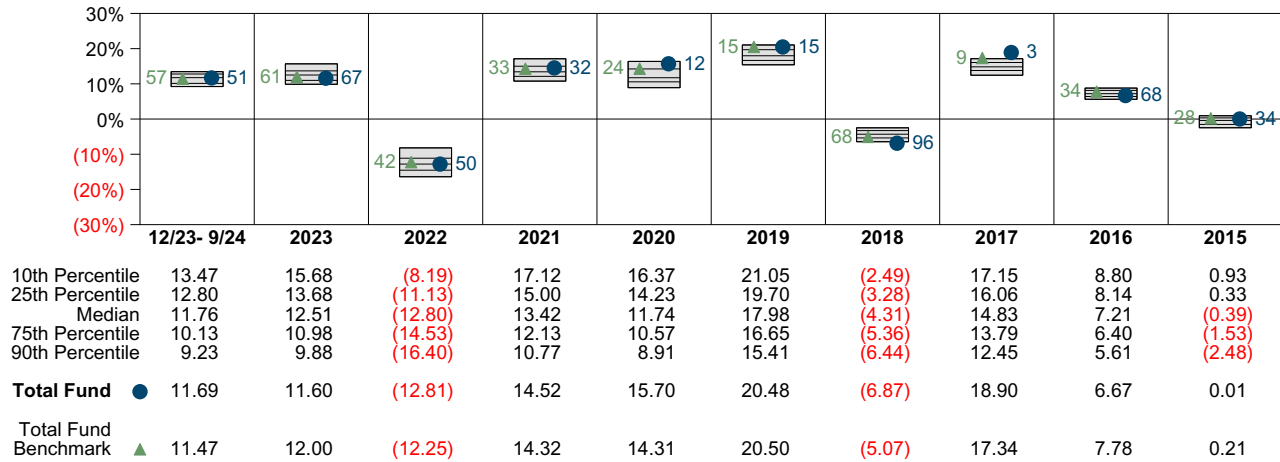 30%
20%
10%
0%
(10%)
(20%)
(30%)
57 51 61 67 42 50 33 32 24 12 15 15 68 96 9 3 34 68 28 34
12/23- 9/24 2023 2022 2021 2020 2019 2018 2017 2016 2015
10th Percentile 13.47 15.68 (8.19) 17.12 16.37 21.05 (2.49) 17.15 8.80 0.93
25th Percentile 12.80 13.68 (11.13) 15.00 14.23 19.70 (3.28) 16.06 8.14 0.33
Median 11.76 12.51 (12.80) 13.42 11.74 17.98 (4.31) 14.83 7.21 (0.39)
75th Percentile 10.13 10.98 (14.53) 12.13 10.57 16.65 (5.36) 13.79 6.40 (1.53)
90th Percentile 9.23 9.88 (16.40) 10.77 8.91 15.41 (6.44) 12.45 5.61 (2.48)
Total Fund 11.69 11.60 (12.81) 14.52 15.70 20.48 (6.87) 18.90 6.67 0.01
Total Fund
Benchmark 11.47 12.00 (12.25) 14.32 14.31 20.50 (5.07) 17.34 7.78 0.21